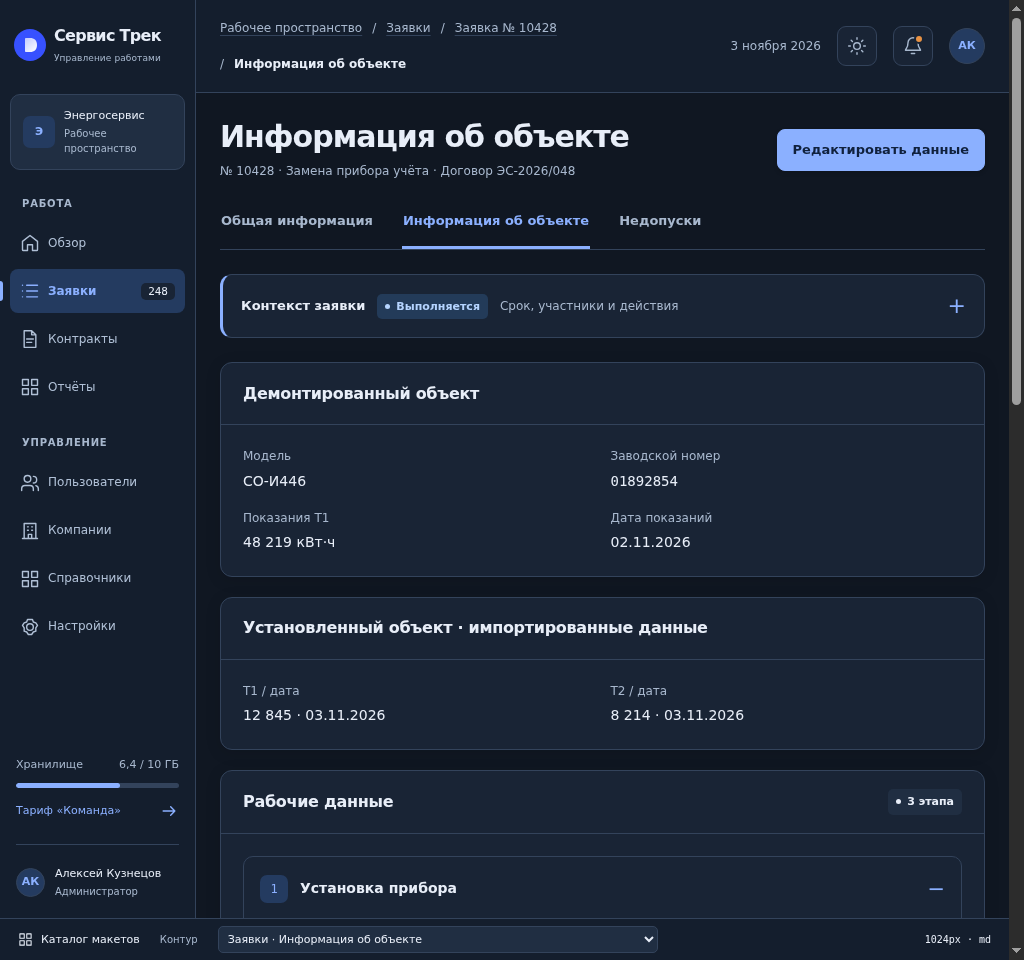 Сервис Трек
Управление работами
Э
Энергосервис
Рабочее
пространство
РАБОТА
Обзор
Заявки 248
Контракты
Отчёты
УПРАВЛЕНИЕ
Пользователи
Компании
Справочники
Настройки
Хранилище 6,4 / 10 ГБ
Тариф «Команда»
АК
Алексей Кузнецов
Администратор
Рабочее пространство / Заявки / Заявка № 10428
/ Информация об объекте
3 ноября 2026
АК
Информация об объекте
№ 10428 · Замена прибора учёта · Договор ЭС-2026/048
Редактировать данные
Общая информация Информация об объекте Недопуски
Контекст заявки Выполняется Срок, участники и действия
Демонтированный объект
Модель Заводской номер
СО-И446 01892854
Показания Т1 Дата показаний
48 219 кВт·ч 02.11.2026
Установленный объект · импортированные данные
Т1 / дата Т2 / дата
12 845 · 03.11.2026 8 214 · 03.11.2026
Рабочие данные 3 этапа
1 Установка прибора
Каталог макетов Контур Заявки · Информация об объекте 1024px · md